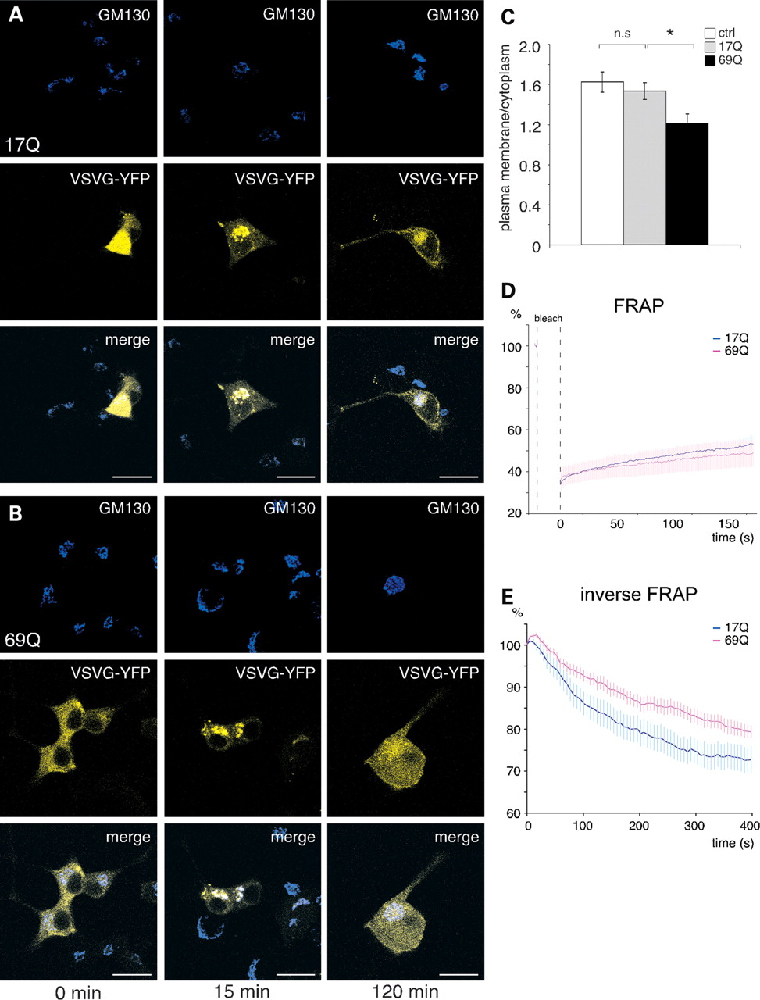 A
GM130
GM130
GM130
17Q
VSVG-YFP
VSVG-YFP
VSVG-YFP
merge
merge
merge
B
GM130
GM130
GM130
69Q
VSVG-YFP
VSVG-YFP
VSVG-YFP
merge
merge
merge
0 min
15 min
120 min
C
ctrl
17Q
69Q
n.s
*
plasma membrane/cytoplasm
2.0
1.6
1.2
0.8
0.4
0
D
FRAP
%
bleach
17Q
69Q
100
80
60
40
20
0
50
100
150
time (s)
E
inverse FRAP
%
17Q
69Q
100
90
80
70
60
0
100
200
300
400
time (s)